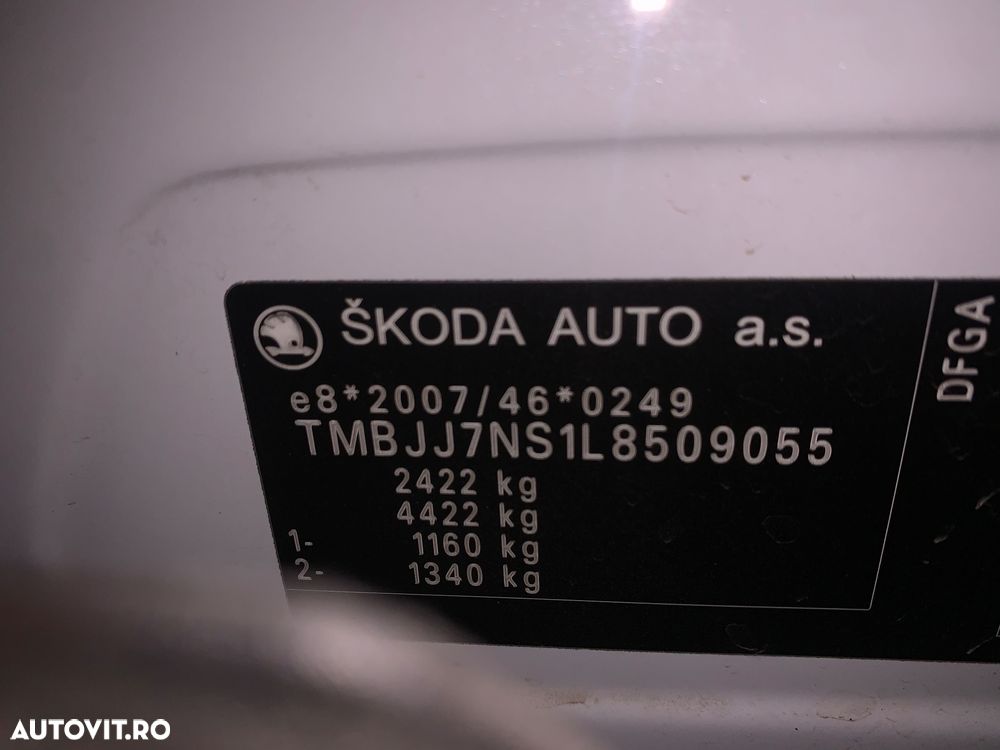 ŠKODA AUTO a.s.
e8*2007/46*0249
TMBJJ7NS1L8509055
2422 kg
4422 kg
1- 1160 kg
2- 1340 kg
DFGA
AUTOVIT.RO